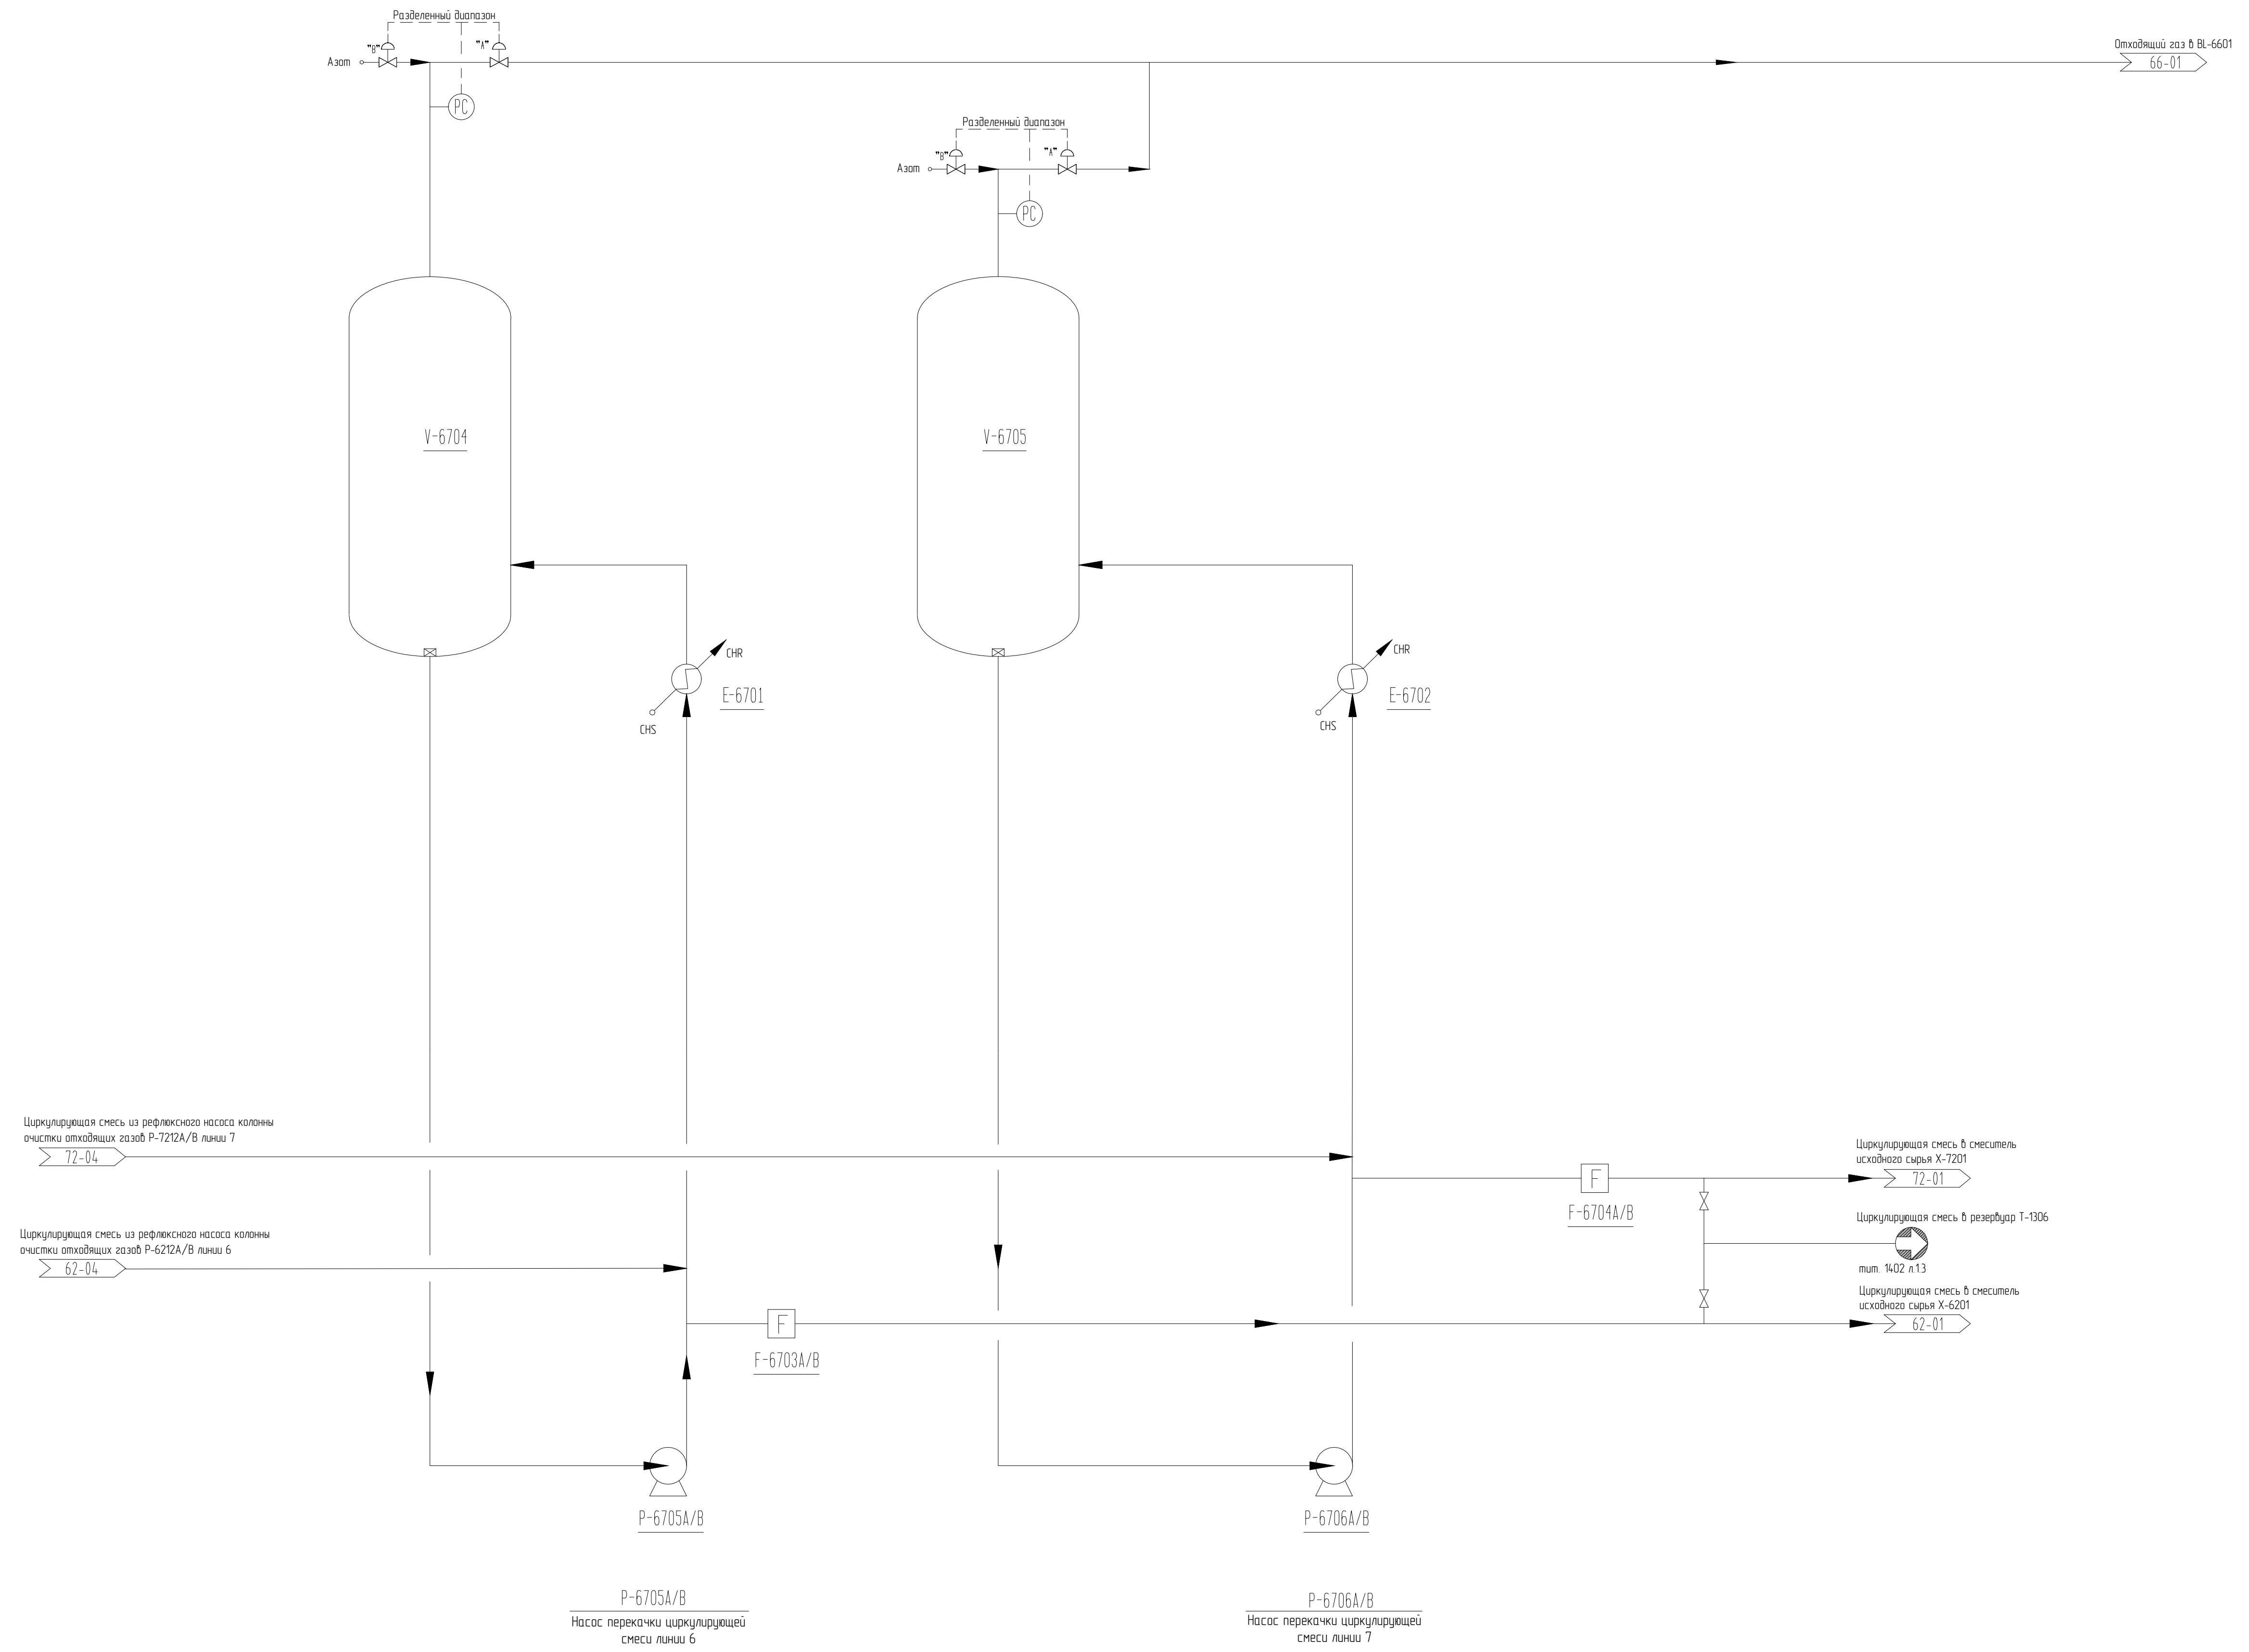 Разделенный диапазон
"B"
"A"
Азот
PC
Отходящий газ в BL-6601
66-01
Разделенный диапазон
"B"
"A"
Азот
PC
V-6704
V-6705
CHR
E-6701
CHS
CHR
E-6702
CHS
Циркулирующая смесь из рефлюксного насоса колонны
очистки отходящих газов P-7212A/B линии 7
72-04
Циркулирующая смесь в смеситель
исходного сырья X-7201
72-01
F
F-6704A/B
Циркулирующая смесь в резервуар Т-1306
тит. 1402 л.1.3
Циркулирующая смесь из рефлюксного насоса колонны
очистки отходящих газов P-6212A/B линии 6
62-04
Циркулирующая смесь в смеситель
исходного сырья X-6201
62-01
F
F-6703A/B
P-6705A/B
P-6706A/B
P-6705A/B
Насос перекачки циркулирующей
смеси линии 6
P-6706A/B
Насос перекачки циркулирующей
смеси линии 7